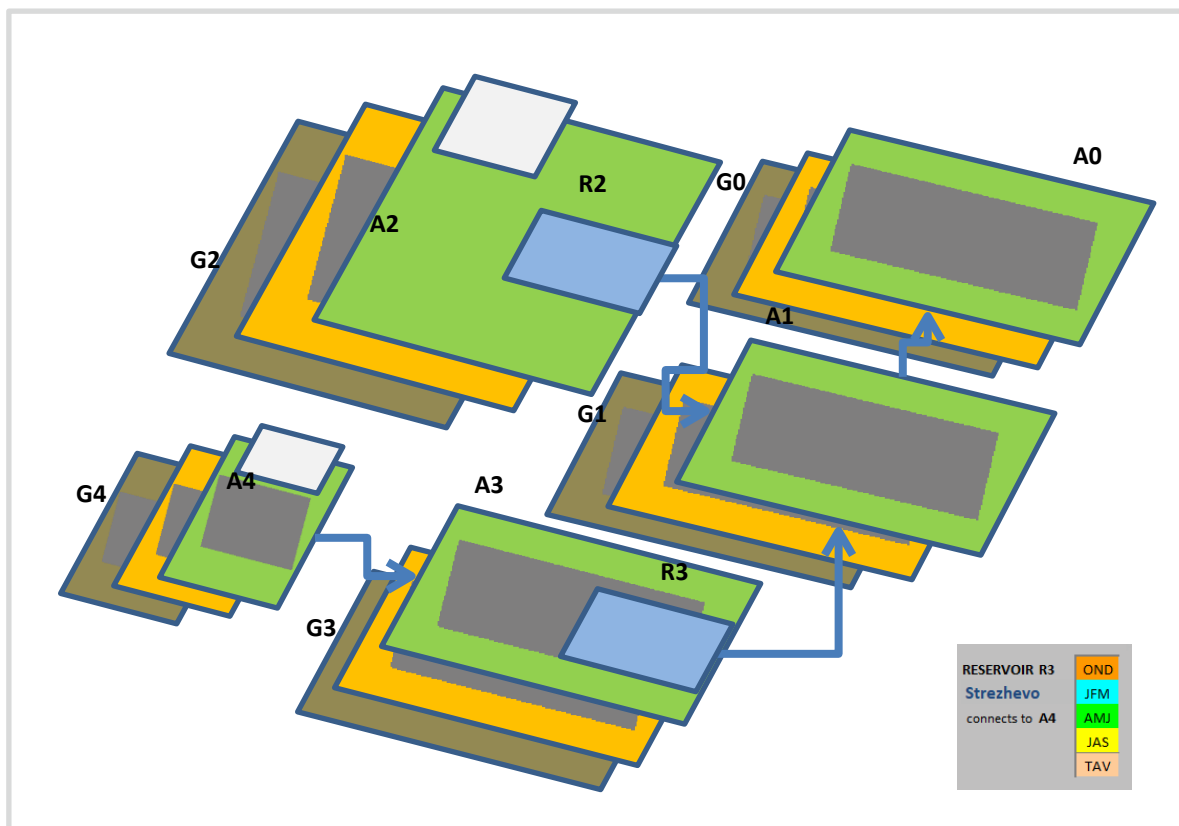 A0
R2
G0
A2
G2
A1
G1
A3
A4
G4
R3
G3
RESERVOIR R3
Strezhevo
connects to A4
OND
JFM
AMJ
JAS
TAV